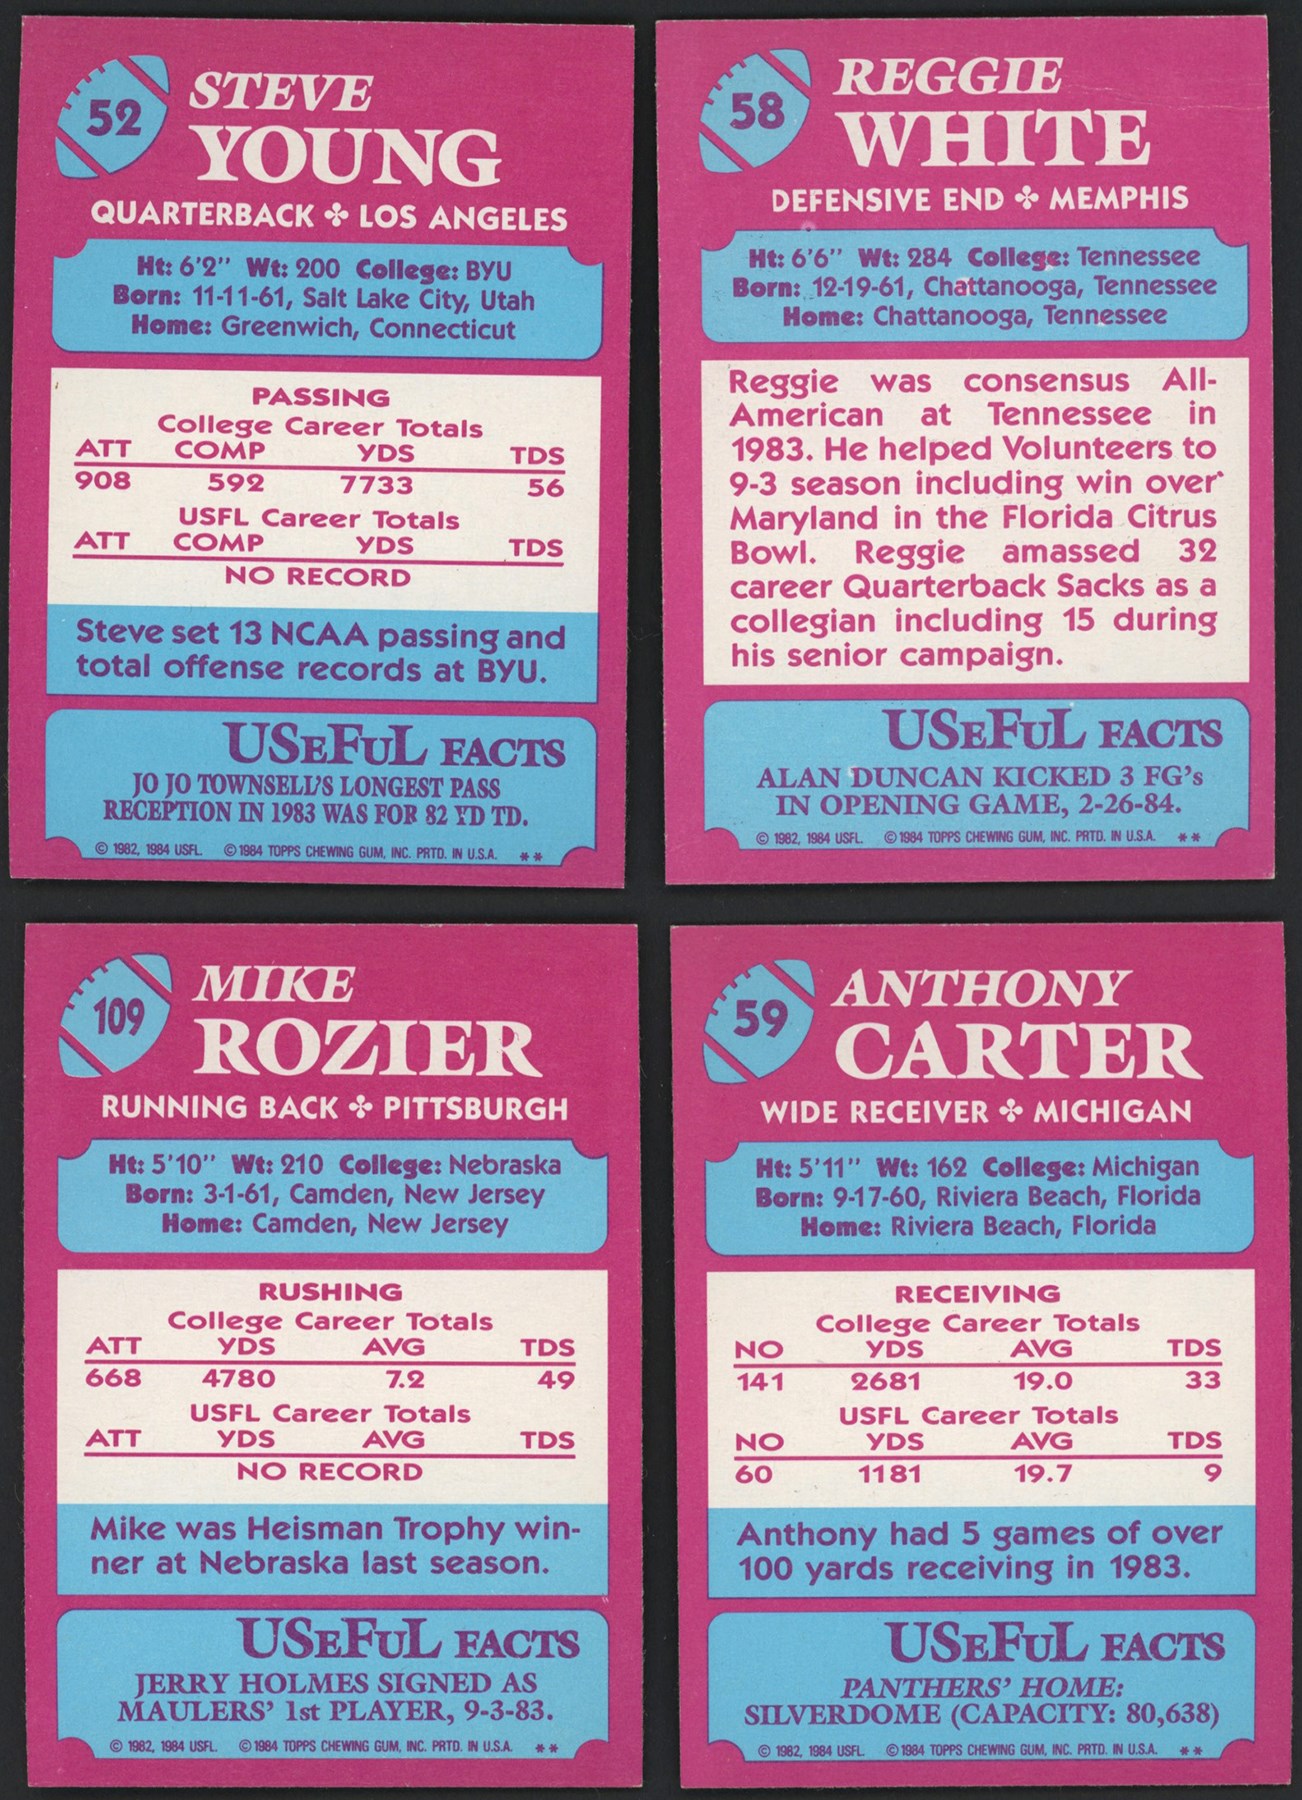 52
STEVE
YOUNG
QUARTERBACK ✤ LOS ANGELES
Ht: 6'2" Wt: 200 College: BYU
Born: 11-11-61, Salt Lake City, Utah
Home: Greenwich, Connecticut
PASSING
College Career Totals
ATT COMP YDS TDS
908 592 7733 56
USFL Career Totals
ATT COMP YDS TDS
NO RECORD
Steve set 13 NCAA passing and
total offense records at BYU.
USEFUL FACTS
JO JO TOWNSELL'S LONGEST PASS
RECEPTION IN 1983 WAS FOR 82 YD TD.
© 1982, 1984 USFL. © 1984 TOPPS CHEWING GUM, INC. PRTD. IN U.S.A. **
58
REGGIE
WHITE
DEFENSIVE END ✤ MEMPHIS
Ht: 6'6" Wt: 284 College: Tennessee
Born: 12-19-61, Chattanooga, Tennessee
Home: Chattanooga, Tennessee
Reggie was consensus All-
American at Tennessee in
1983. He helped Volunteers to
9-3 season including win over
Maryland in the Florida Citrus
Bowl. Reggie amassed 32
career Quarterback Sacks as a
collegian including 15 during
his senior campaign.
USEFUL FACTS
ALAN DUNCAN KICKED 3 FG's
IN OPENING GAME, 2-26-84.
© 1982, 1984 USFL. © 1984 TOPPS CHEWING GUM, INC. PRTD. IN U.S.A. **
109
MIKE
ROZIER
RUNNING BACK ✤ PITTSBURGH
Ht: 5'10" Wt: 210 College: Nebraska
Born: 3-1-61, Camden, New Jersey
Home: Camden, New Jersey
RUSHING
College Career Totals
ATT YDS AVG TDS
668 4780 7.2 49
USFL Career Totals
ATT YDS AVG TDS
NO RECORD
Mike was Heisman Trophy win-
ner at Nebraska last season.
USEFUL FACTS
JERRY HOLMES SIGNED AS
MAULERS' 1st PLAYER, 9-3-83.
© 1982, 1984 USFL. © 1984 TOPPS CHEWING GUM, INC. PRTD. IN U.S.A. **
59
ANTHONY
CARTER
WIDE RECEIVER ✤ MICHIGAN
Ht: 5'11" Wt: 162 College: Michigan
Born: 9-17-60, Riviera Beach, Florida
Home: Riviera Beach, Florida
RECEIVING
College Career Totals
NO YDS AVG TDS
141 2681 19.0 33
USFL Career Totals
NO YDS AVG TDS
60 1181 19.7 9
Anthony had 5 games of over
100 yards receiving in 1983.
USEFUL FACTS
PANTHERS' HOME:
SILVERDOME (CAPACITY: 80,638)
© 1982, 1984 USFL. © 1984 TOPPS CHEWING GUM, INC. PRTD. IN U.S.A. **